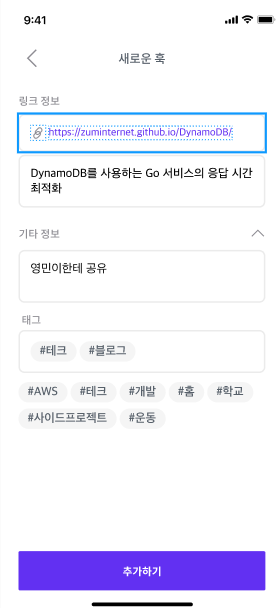 9:41
새로운 훅
링크 정보
https://zuminternet.github.io/DynamoDB/
DynamoDB를 사용하는 Go 서비스의 응답 시간
최적화
기타 정보
영민이한테 공유
태그
#테크 #블로그
#AWS #테크 #개발 #홈 #학교
#사이드프로젝트 #운동
추가하기